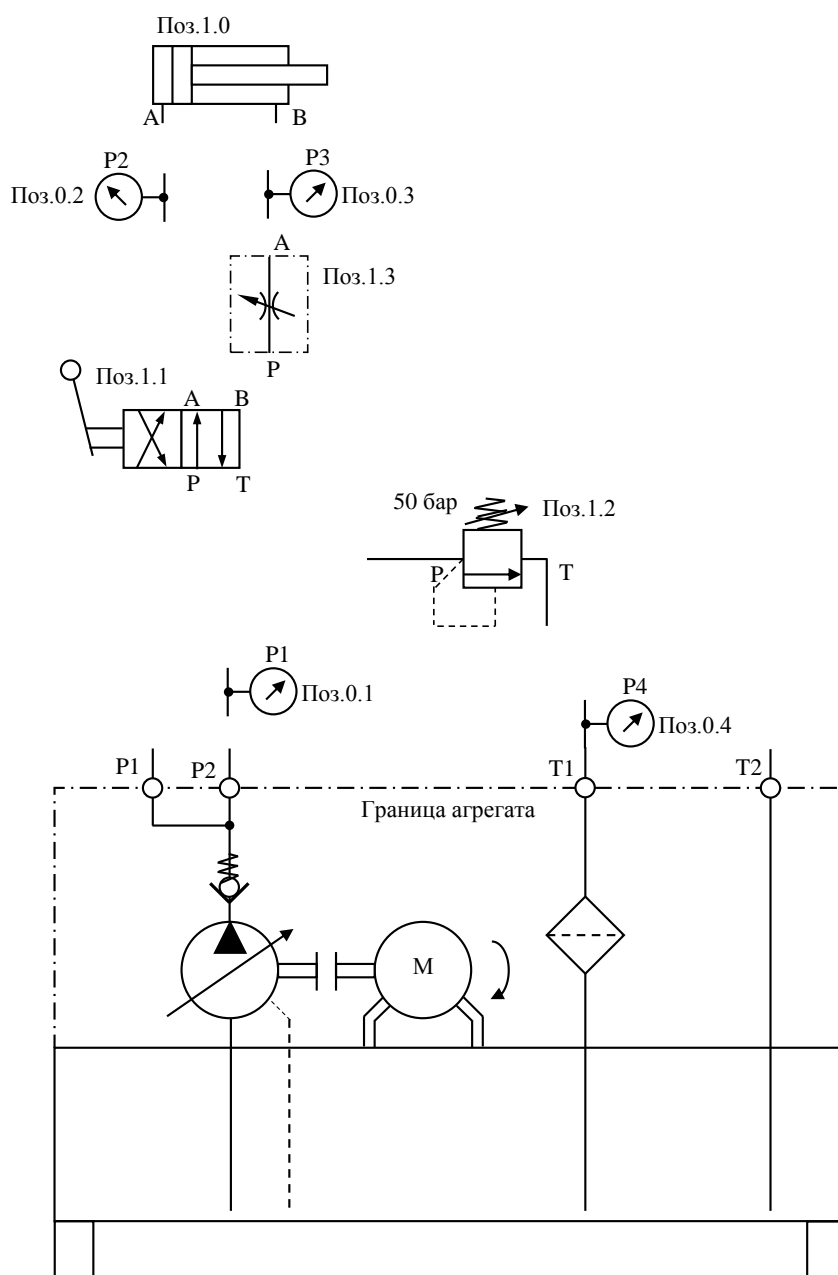 Поз.1.0
A
B
P2
P3
Поз.0.2
Поз.0.3
A
Поз.1.3
P
Поз.1.1
A
B
P
T
50 бар
Поз.1.2
P
T
P1
Поз.0.1
P4
Поз.0.4
P1
P2
T1
T2
Граница агрегата
M